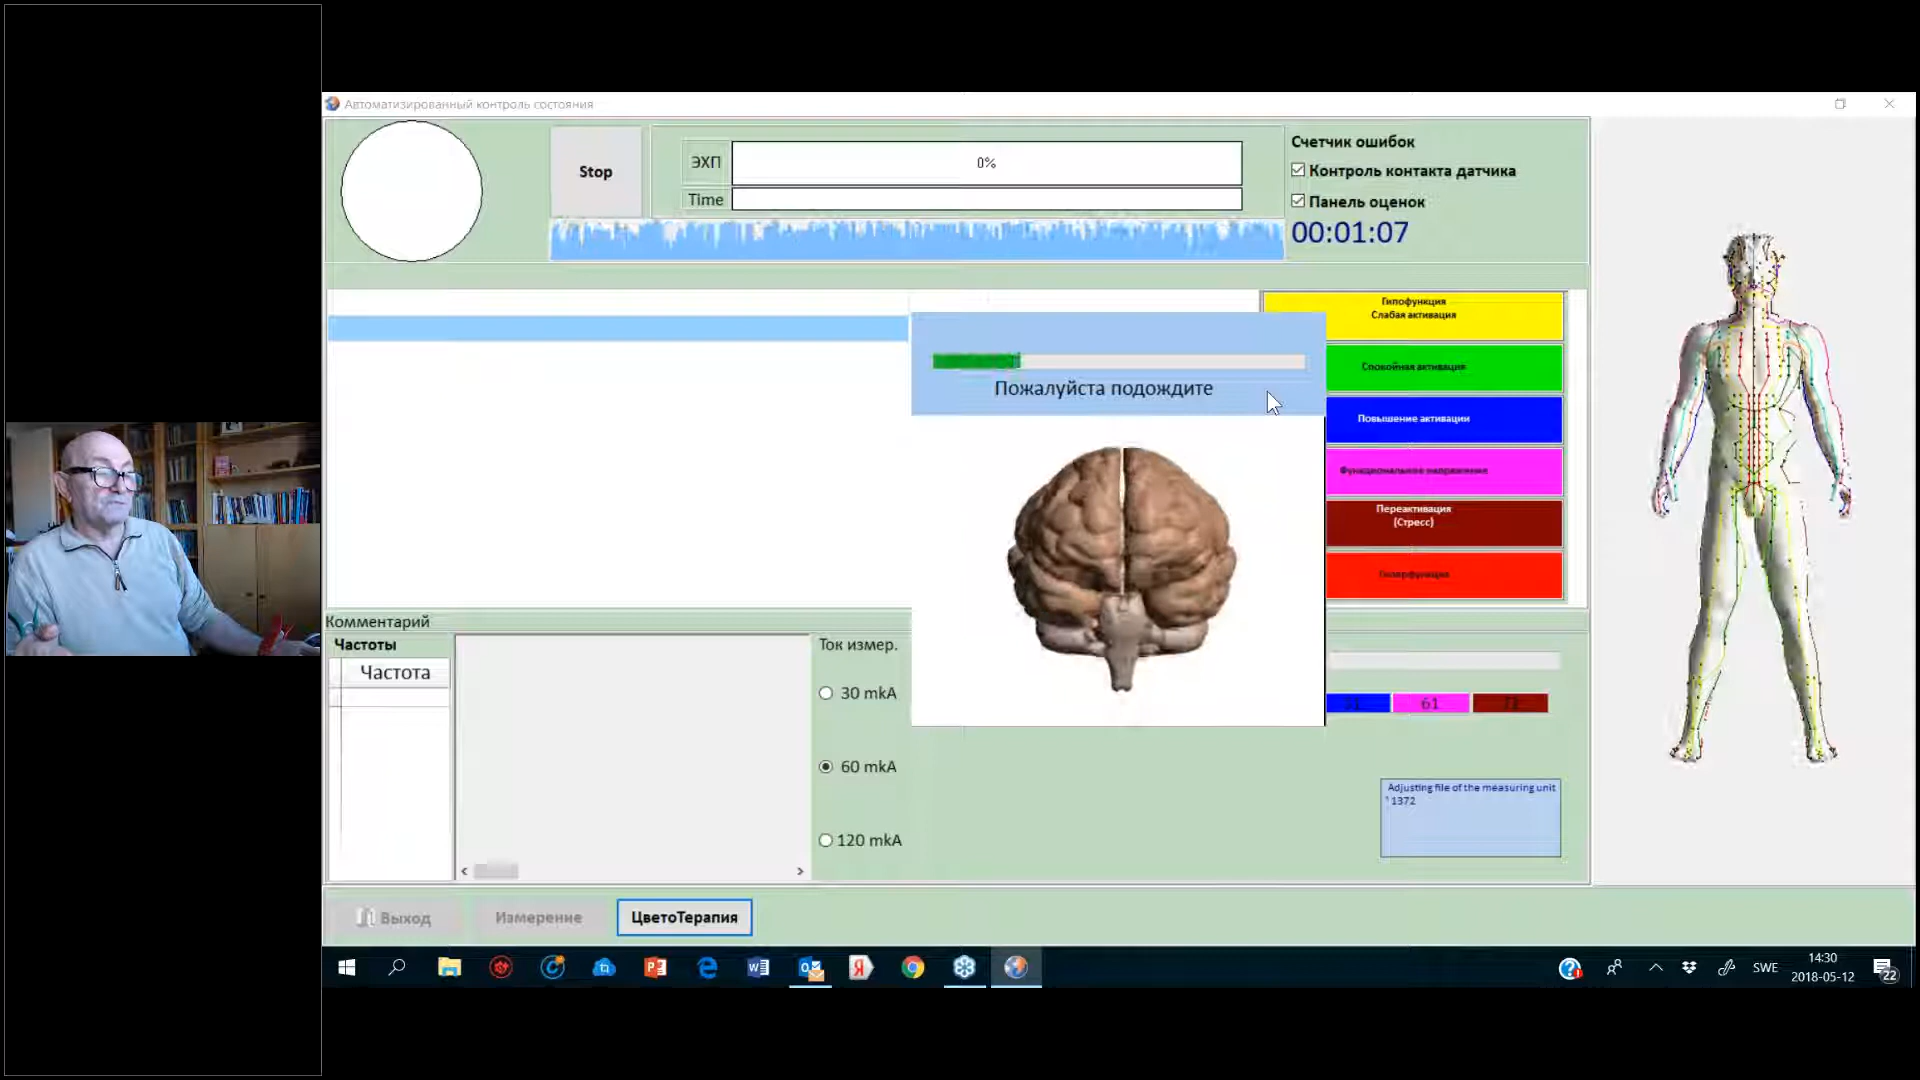 Автоматизированный контроль состояния
Stop
ЭХП
0%
Time
Счетчик ошибок
Контроль контакта датчика
Панель оценок
00:01:07
Гипофункция
Слабая активация
Спокойная активация
Повышение активации
Функциональное напряжение
Переактивация
(Стресс)
Гиперфункция
Пожалуйста подождите
Комментарий
Частоты
Частота
Ток измер.
30 mkA
60 mkA
120 mkA
61
Adjusting file of the measuring unit
1372
Выход
Измерение
ЦветоТерапия
SWE
14:30
2018-05-12
22